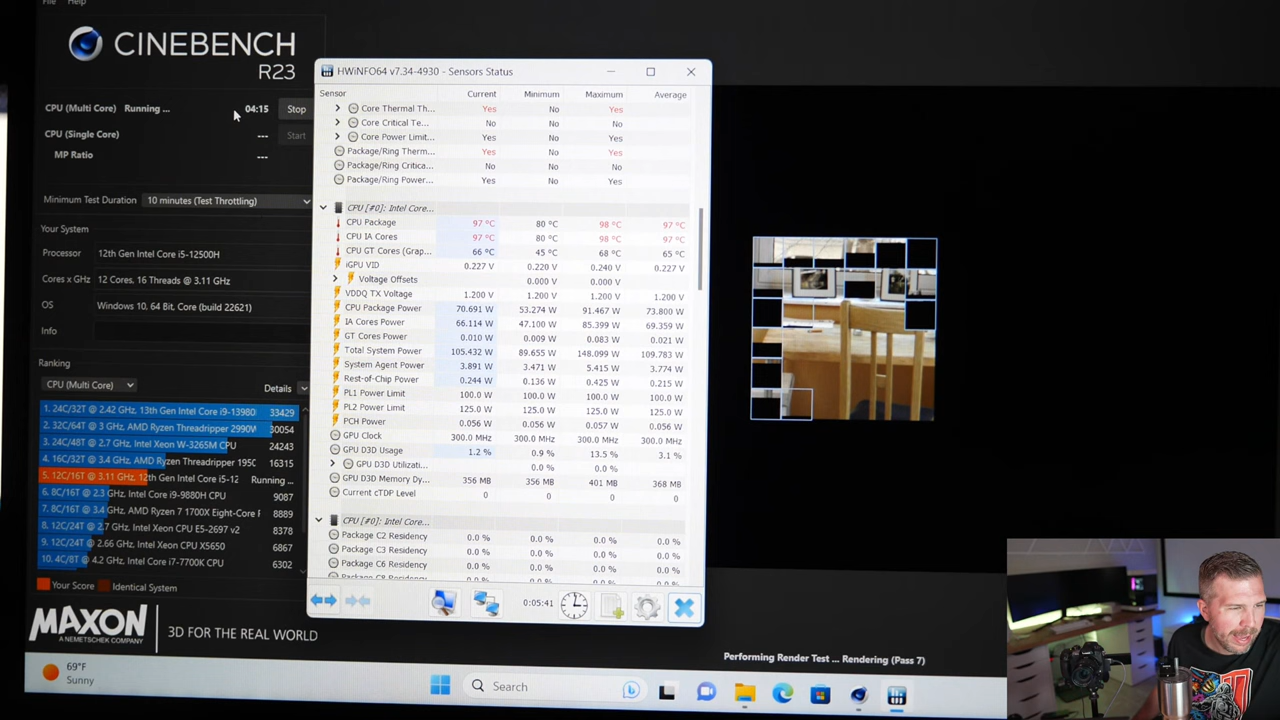 File Help
CINEBENCH
R23
CPU (Multi Core) Running ... 04:15 Stop
CPU (Single Core) --- Start
MP Ratio ---
Minimum Test Duration 10 minutes (Test Throttling)
Your System
Processor 12th Gen Intel Core i5-12500H
Cores x GHz 12 Cores, 16 Threads @ 3.11 GHz
OS Windows 10, 64 Bit, Core (build 22621)
Info
Ranking
CPU (Multi Core) Details
1. 24C/32T @ 2.42 GHz, 13th Gen Intel Core i9-13980 33429
2. 32C/64T @ 3 GHz, AMD Ryzen Threadripper 2990W 30054
3. 24C/48T @ 2.7 GHz, Intel Xeon W-3265M CPU 24243
4. 16C/32T @ 3.4 GHz, AMD Ryzen Threadripper 195 16315
5. 12C/16T @ 3.11 GHz, 12th Gen Intel Core i5-12 Running ...
6. 8C/16T @ 2.3 GHz, Intel Core i9-9880H CPU 9087
7. 8C/16T @ 3.4 GHz, AMD Ryzen 7 1700X Eight-Core 8889
8. 12C/24T @ 2.7 GHz, Intel Xeon CPU E5-2697 v2 8378
9. 12C/24T @ 2.66 GHz, Intel Xeon CPU X5650 6867
10. 4C/8T @ 4.2 GHz, Intel Core i7-7700K CPU 6302
Your Score Identical System
MAXON
A NEMETSCHEK COMPANY
3D FOR THE REAL WORLD
HWiNFO64 v7.34-4930 - Sensors Status
Sensor Current Minimum Maximum Average
Core Thermal Th... Yes No Yes
Core Critical Te... No No No
Core Power Limit... Yes No Yes
Package/Ring Therm... Yes No Yes
Package/Ring Critica... No No No
Package/Ring Power... Yes No Yes
CPU [#0]: Intel Core...
CPU Package 97 °C 80 °C 98 °C 97 °C
CPU IA Cores 97 °C 80 °C 98 °C 97 °C
CPU GT Cores (Grap... 66 °C 45 °C 68 °C 65 °C
iGPU VID 0.227 V 0.220 V 0.240 V 0.227 V
Voltage Offsets 0.000 V 0.000 V
VDDQ TX Voltage 1.200 V 1.200 V 1.200 V 1.200 V
CPU Package Power 70.691 W 53.274 W 91.467 W 73.800 W
IA Cores Power 66.114 W 47.100 W 85.399 W 69.359 W
GT Cores Power 0.010 W 0.009 W 0.083 W 0.021 W
Total System Power 105.432 W 89.655 W 148.099 W 109.783 W
System Agent Power 3.891 W 3.471 W 5.415 W 3.774 W
Rest-of-Chip Power 0.244 W 0.136 W 0.425 W 0.215 W
PL1 Power Limit 100.0 W 100.0 W 100.0 W 100.0 W
PL2 Power Limit 125.0 W 125.0 W 125.0 W 125.0 W
PCH Power 0.056 W 0.056 W 0.057 W 0.056 W
GPU Clock 300.0 MHz 300.0 MHz 300.0 MHz 300.0 MHz
GPU D3D Usage 1.2 % 0.9 % 13.5 % 3.1 %
GPU D3D Utilizati... 0.0 % 0.0 %
GPU D3D Memory Dy... 356 MB 356 MB 401 MB 368 MB
Current cTDP Level 0 0 0 0
CPU [#0]: Intel Core...
Package C2 Residency 0.0 % 0.0 % 0.0 % 0.0 %
Package C3 Residency 0.0 % 0.0 % 0.0 % 0.0 %
Package C6 Residency 0.0 % 0.0 % 0.0 % 0.0 %
Package C8 Residency 0.0 % 0.0 % 0.0 % 0.0 %
0:05:41
Performing Render Test ... Rendering (Pass 7)
69°F
Sunny
Search